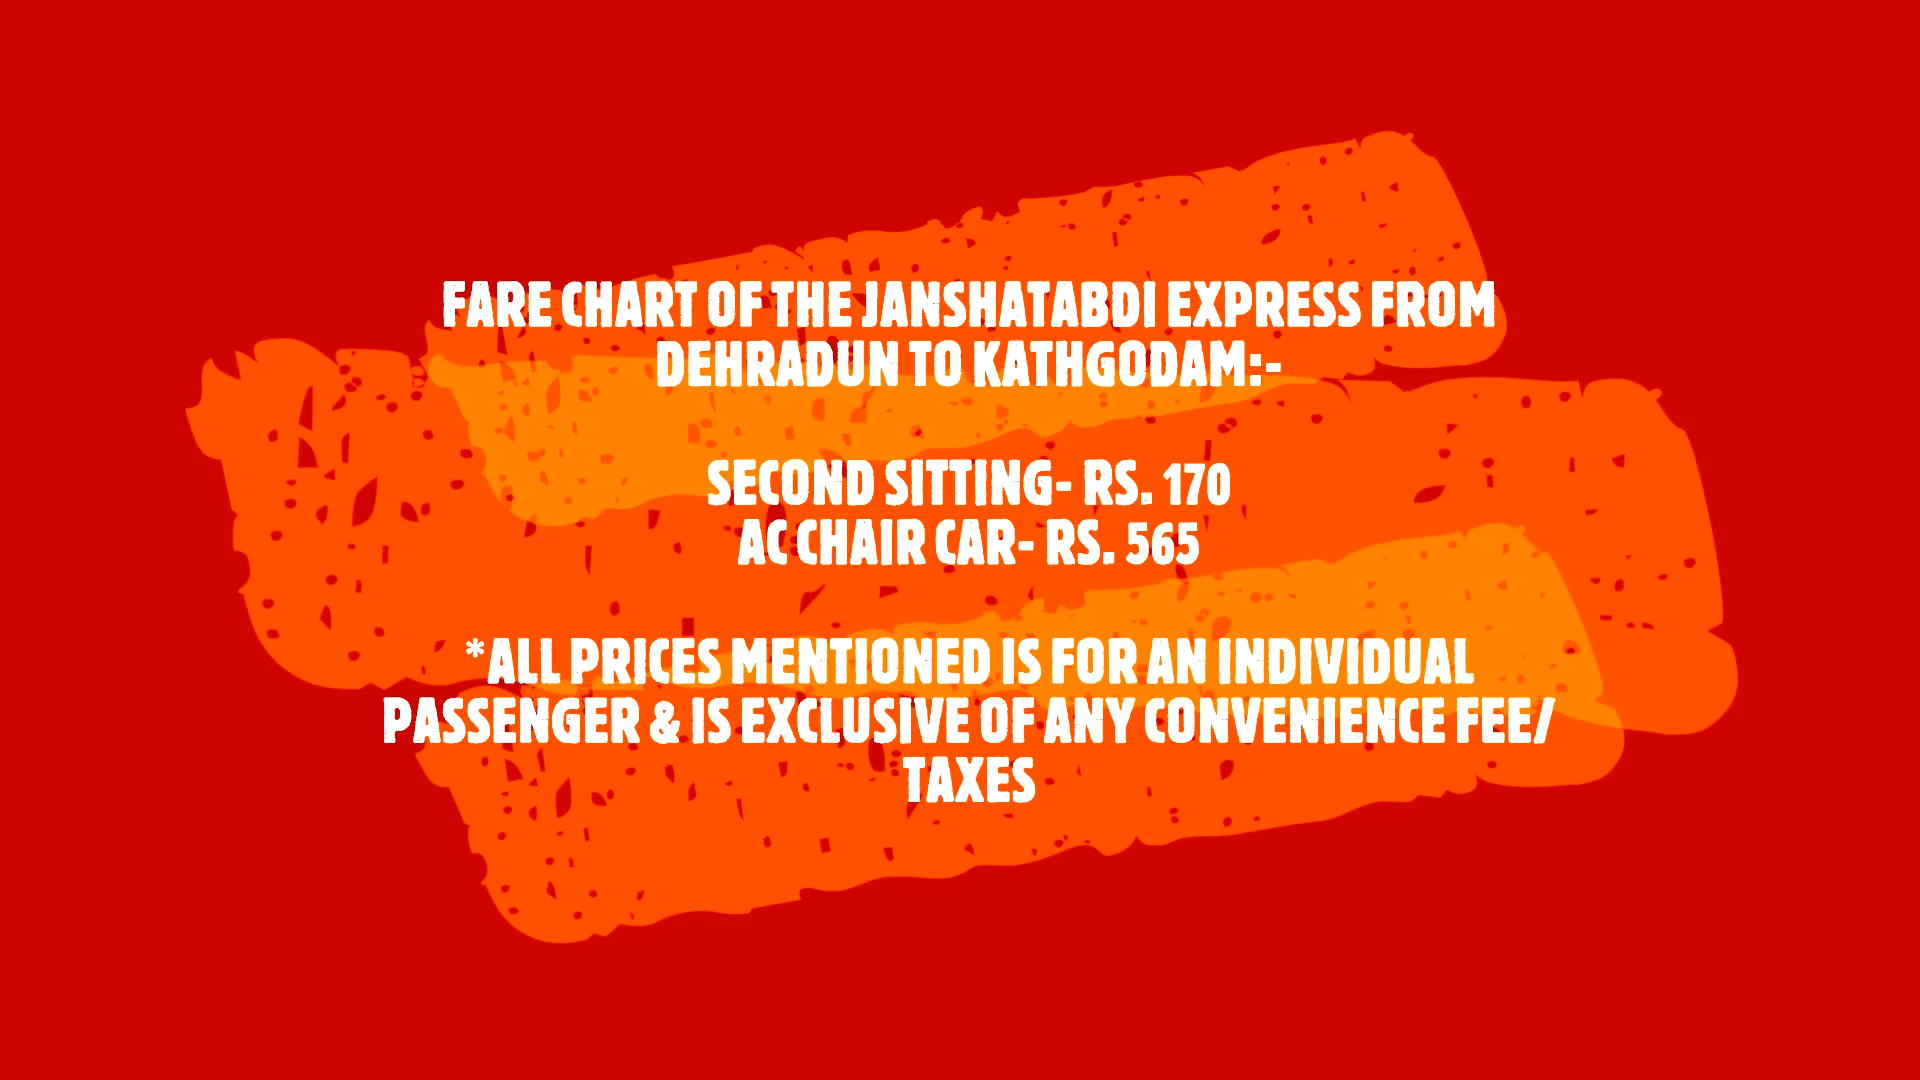 FARE CHART OF THE JANSHATABDI EXPRESS FROM
DEHRADUN TO KATHGODAM:-
SECOND SITTING- RS. 170
AC CHAIR CAR- RS. 565
*ALL PRICES MENTIONED IS FOR AN INDIVIDUAL
PASSENGER & IS EXCLUSIVE OF ANY CONVENIENCE FEE/
TAXES